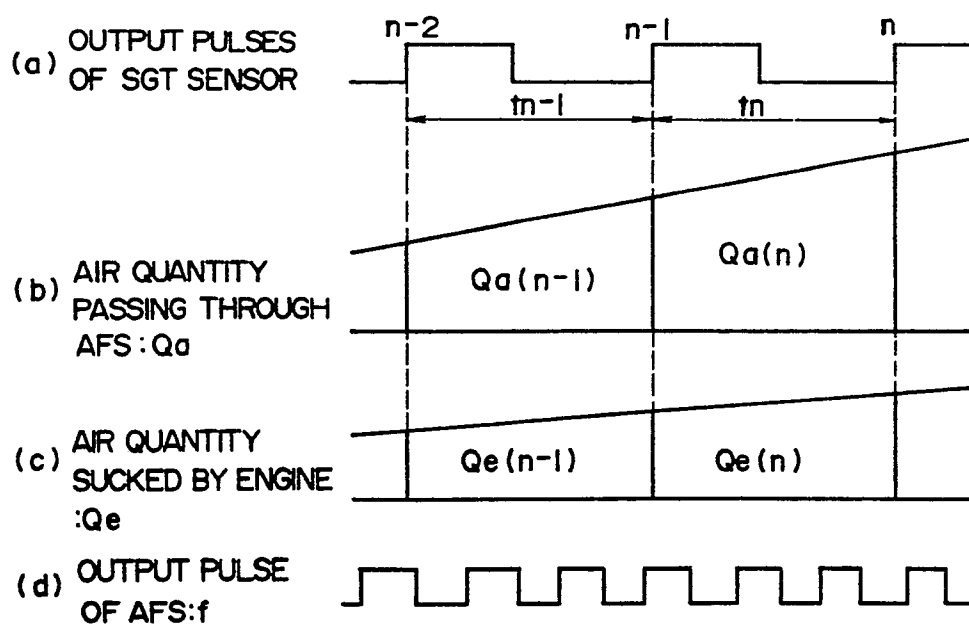 n-2 n-1 n
(a) OUTPUT PULSES
OF SGT SENSOR
tn-1 tn
(b) AIR QUANTITY
PASSING THROUGH
AFS:Qa
Qa(n-1) Qa(n)
(c) AIR QUANTITY
SUCKED BY ENGINE
:Qe
Qe(n-1) Qe(n)
(d) OUTPUT PULSE
OF AFS:f